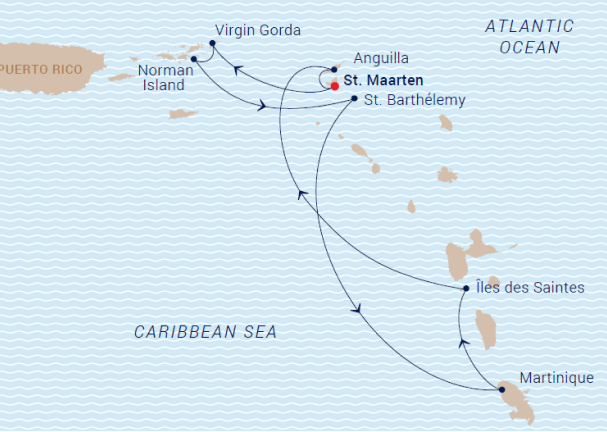 ATLANTIC
OCEAN
Virgin Gorda
Anguilla
PUERTO RICO
Norman
Island
St. Maarten
St. Barthélemy
Îles des Saintes
CARIBBEAN SEA
Martinique